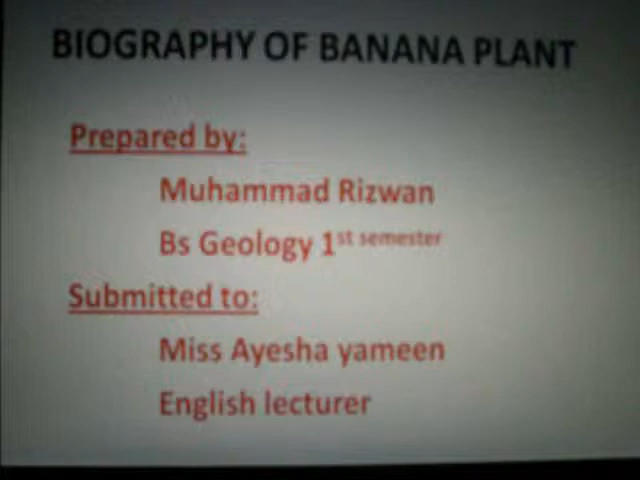 BIOGRAPHY OF BANANA PLANT
Prepared by:
Muhammad Rizwan
Bs Geology 1st semester
Submitted to:
Miss Ayesha yameen
English lecturer